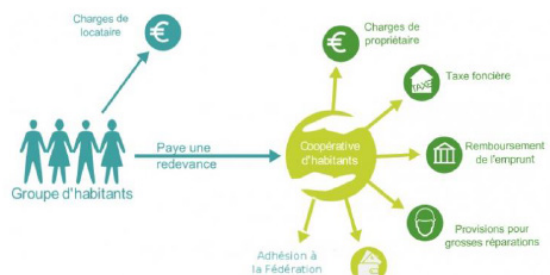 Charges de
locataire
€
Groupe d'habitants
Paye une
redevance
Coopérative
d'habitants
€
Charges de
propriétaire
TAXE
Taxe foncière
Remboursement
de l'emprunt
Provisions pour
grosses réparations
Adhésion à
la Fédération